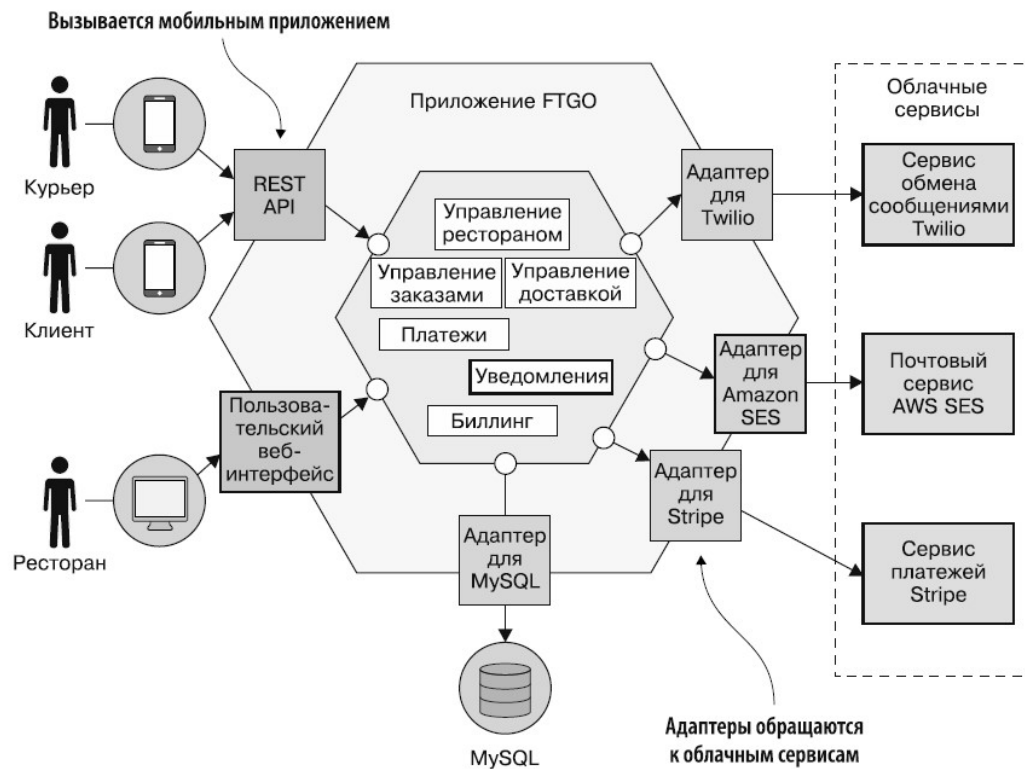 Вызывается мобильным приложением
Приложение FTGO
Облачные
сервисы
Курьер
REST
API
Клиент
Управление
рестораном
Управление
заказами
Управление
доставкой
Платежи
Уведомления
Биллинг
Адаптер
для
Twilio
Сервис
обмена
сообщениями
Twilio
Адаптер
для
Amazon
SES
Почтовый
сервис
AWS SES
Пользова-
тельский
веб-
интерфейс
Ресторан
Адаптер
для
Stripe
Адаптер
для
MySQL
Сервис
платежей
Stripe
MySQL
Адаптеры обращаются
к облачным сервисам